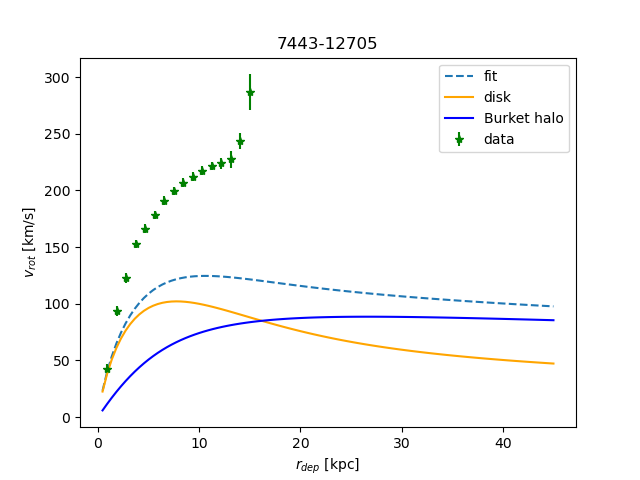 7443-12705
fit
disk
Burket halo
data
300
250
200
150
100
50
0
v_rot [km/s]
0 10 20 30 40
r_dep [kpc]